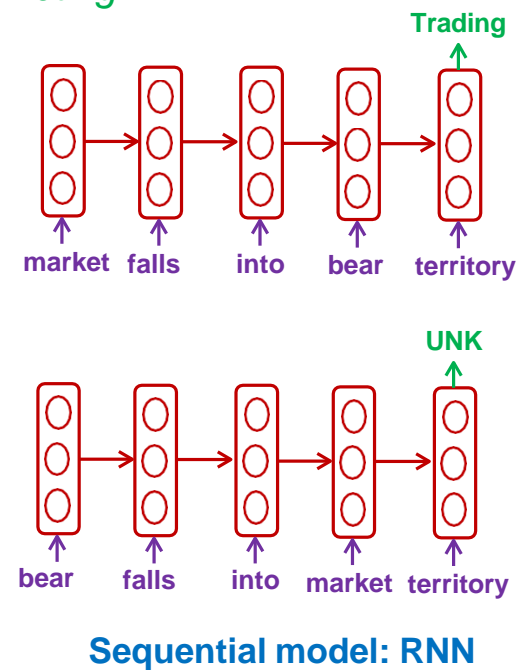 Trading
market falls into bear territory
UNK
bear falls into market territory
Sequential model: RNN